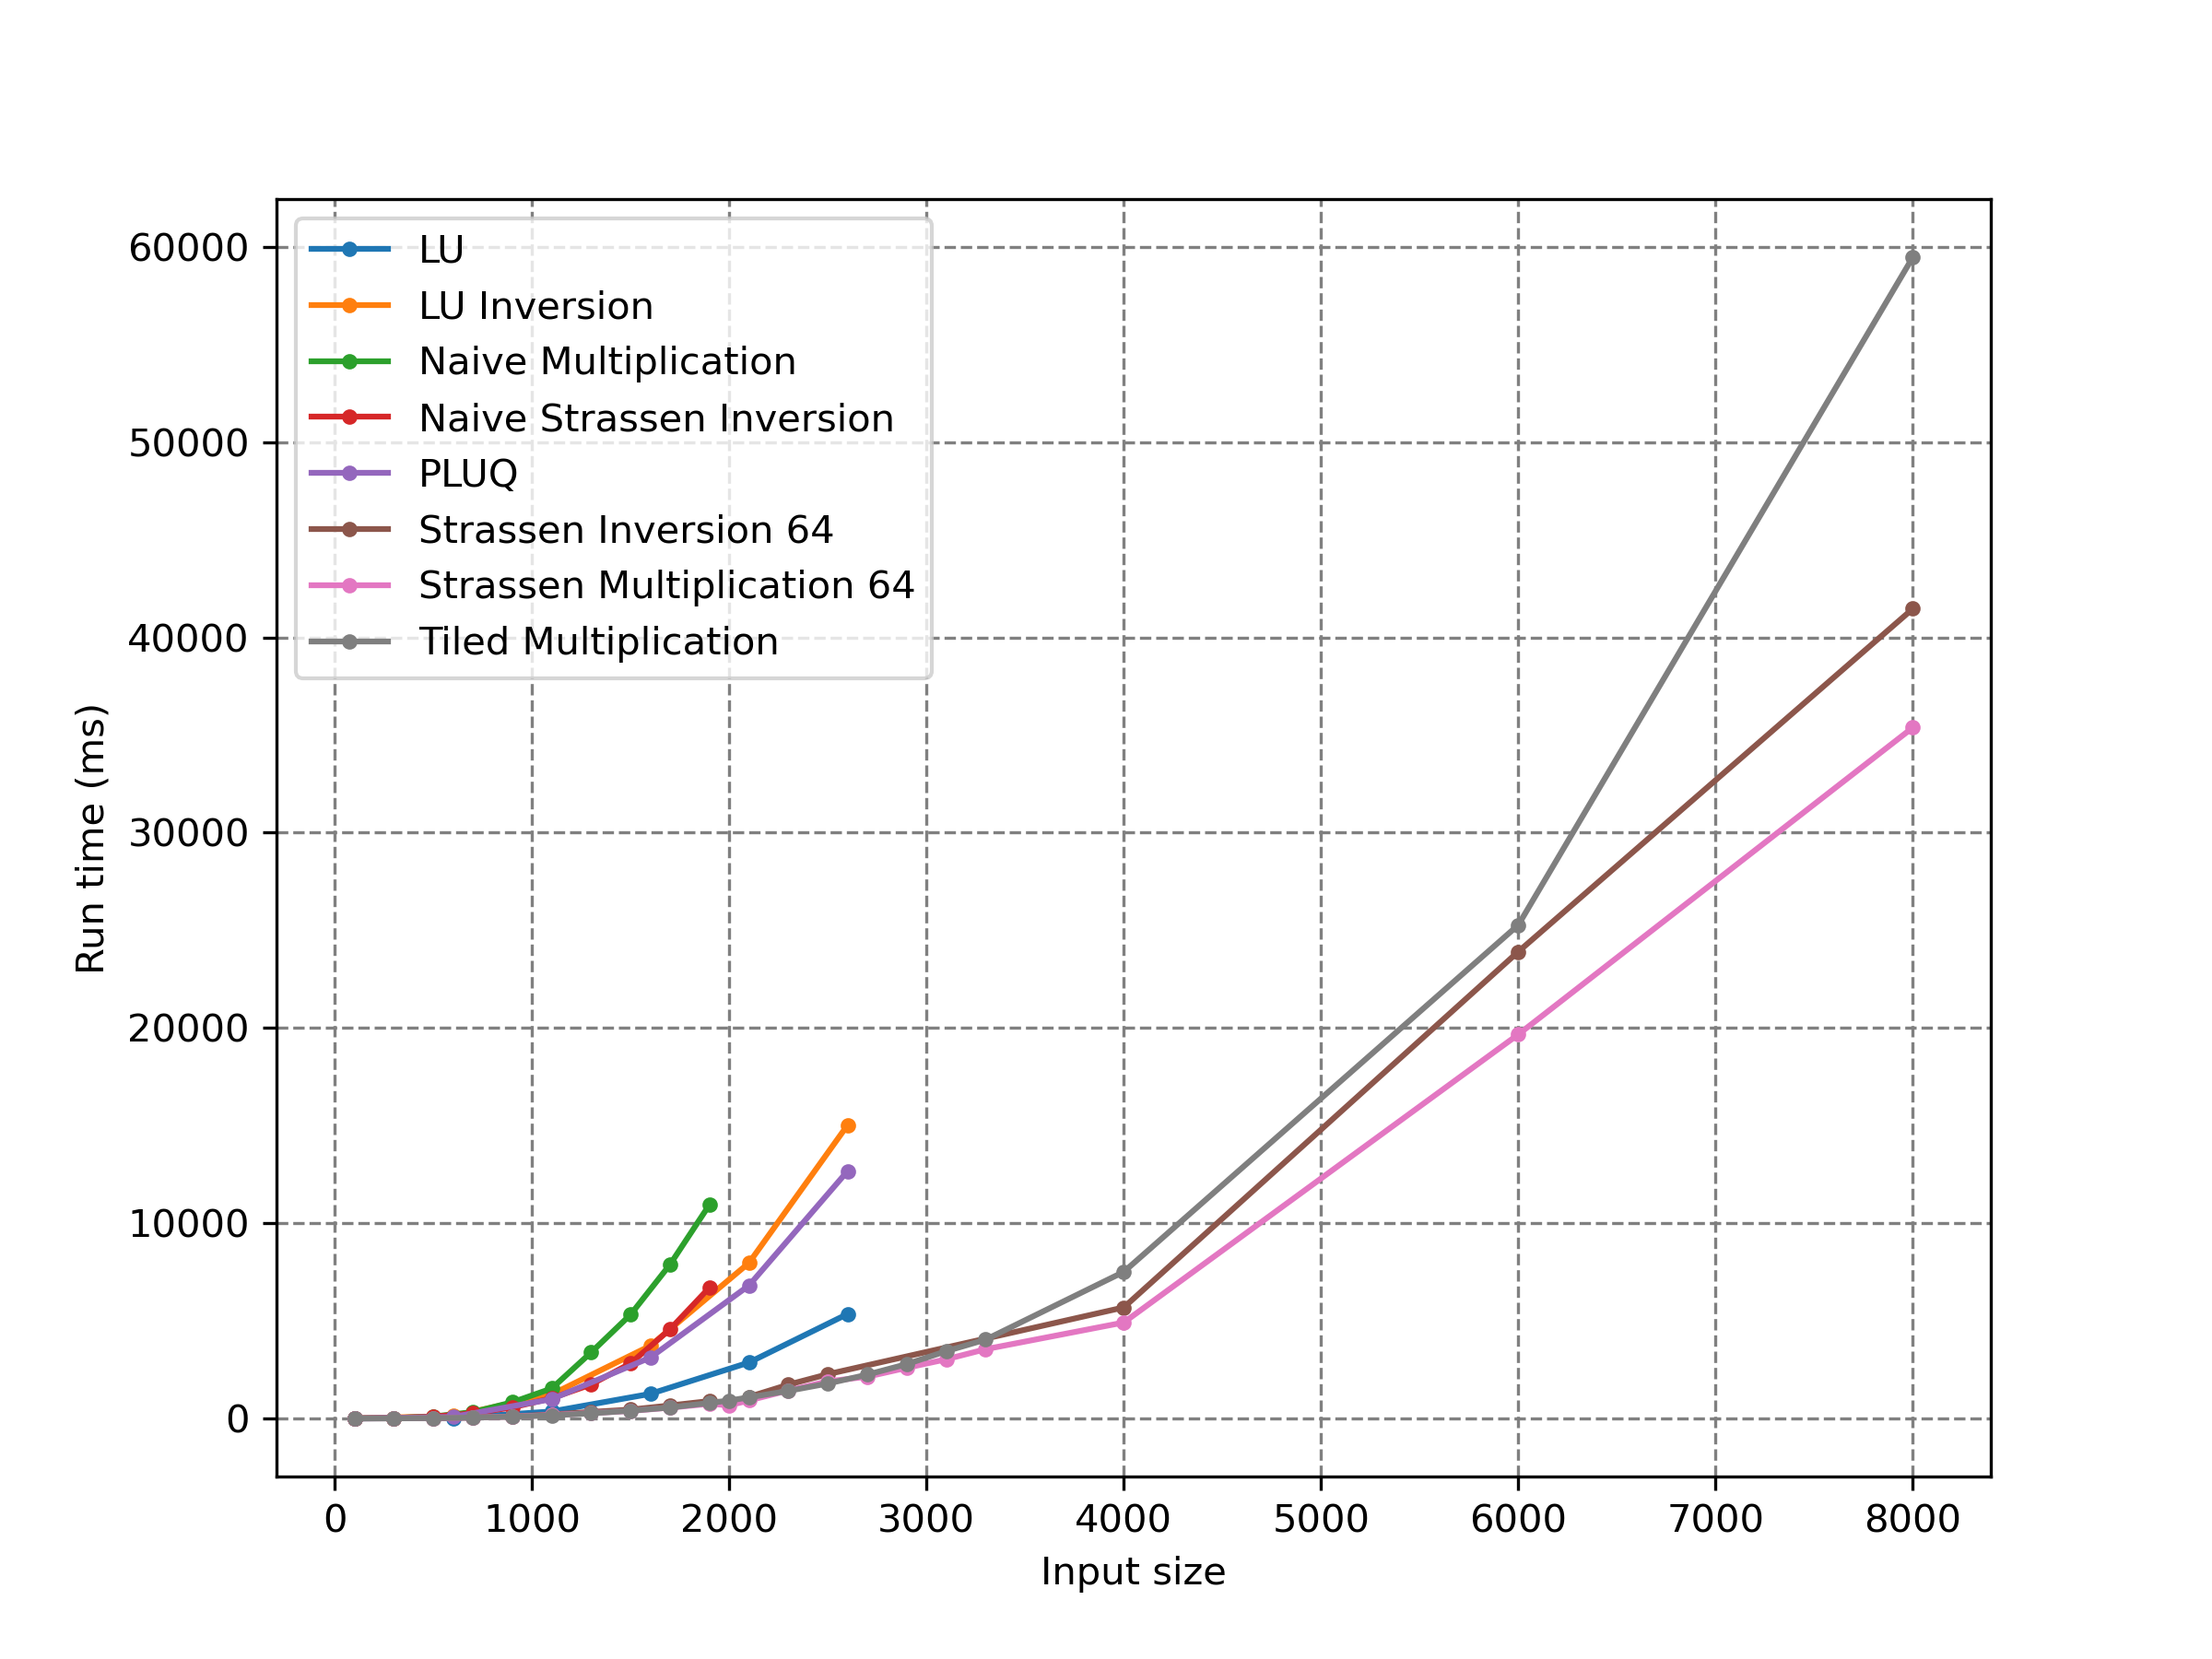 LU
LU Inversion
Naive Multiplication
Naive Strassen Inversion
PLUQ
Strassen Inversion 64
Strassen Multiplication 64
Tiled Multiplication
60000
50000
40000
30000
20000
10000
0
Run time (ms)
0 1000 2000 3000 4000 5000 6000 7000 8000
Input size